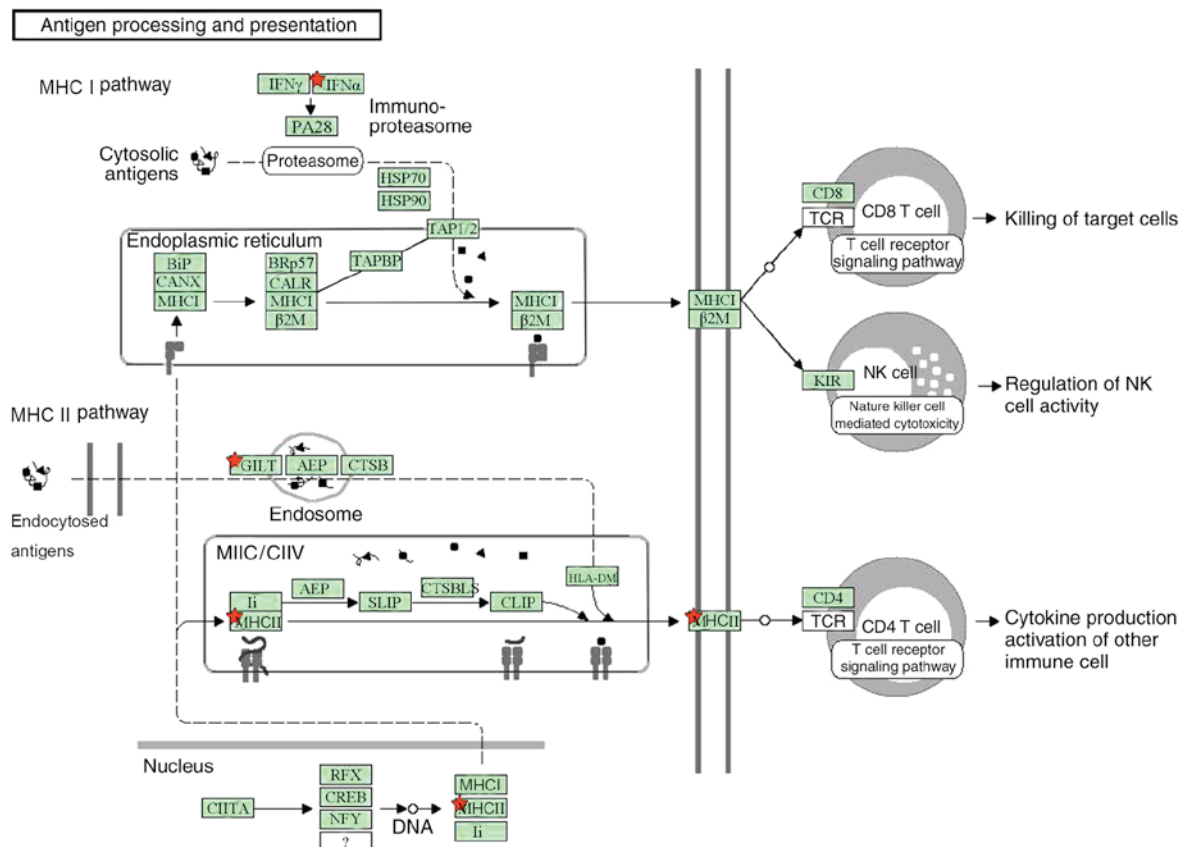 Antigen processing and presentation
MHC I pathway
IFNγ
IFNα
PA28
Immuno-
proteasome
Cytosolic
antigens
Proteasome
HSP70
HSP90
TAP1/2
Endoplasmic reticulum
BiP
CANX
MHCI
BRp57
CALR
MHCI
β2M
TAPBP
MHCI
β2M
MHCI
β2M
CD8
TCR
CD8 T cell
T cell receptor
signaling pathway
Killing of target cells
KIR
NK cell
Nature killer cell
mediated cytotoxicity
Regulation of NK
cell activity
MHC II pathway
Endocytosed
antigens
GILT
AEP
CTSB
Endosome
MIIC/CIIV
Ii
MHCII
AEP
SLIP
CTSBLS
CLIP
HLA-DM
MHCII
CD4
TCR
CD4 T cell
T cell receptor
signaling pathway
Cytokine production
activation of other
immune cell
Nucleus
CIITA
RFX
CREB
NFY
?
DNA
MHCI
MHCII
Ii